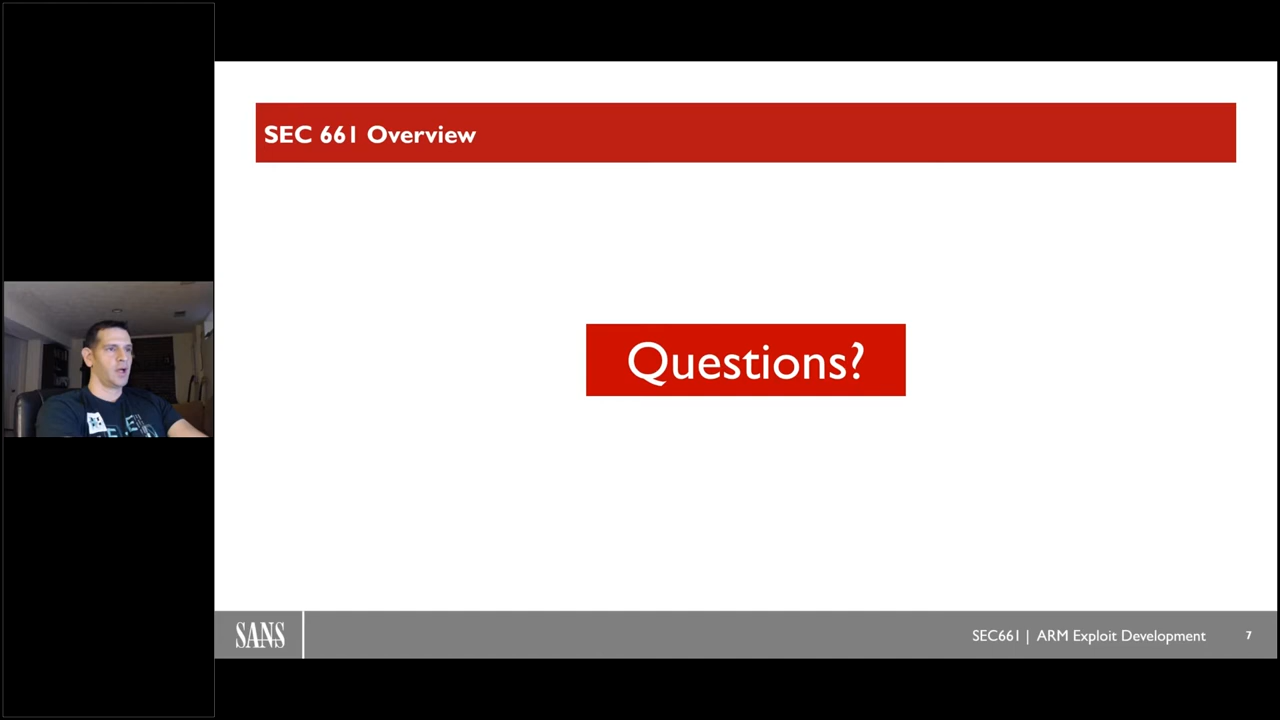 SEC 661 Overview
Questions?
SANS
SEC661 | ARM Exploit Development
7